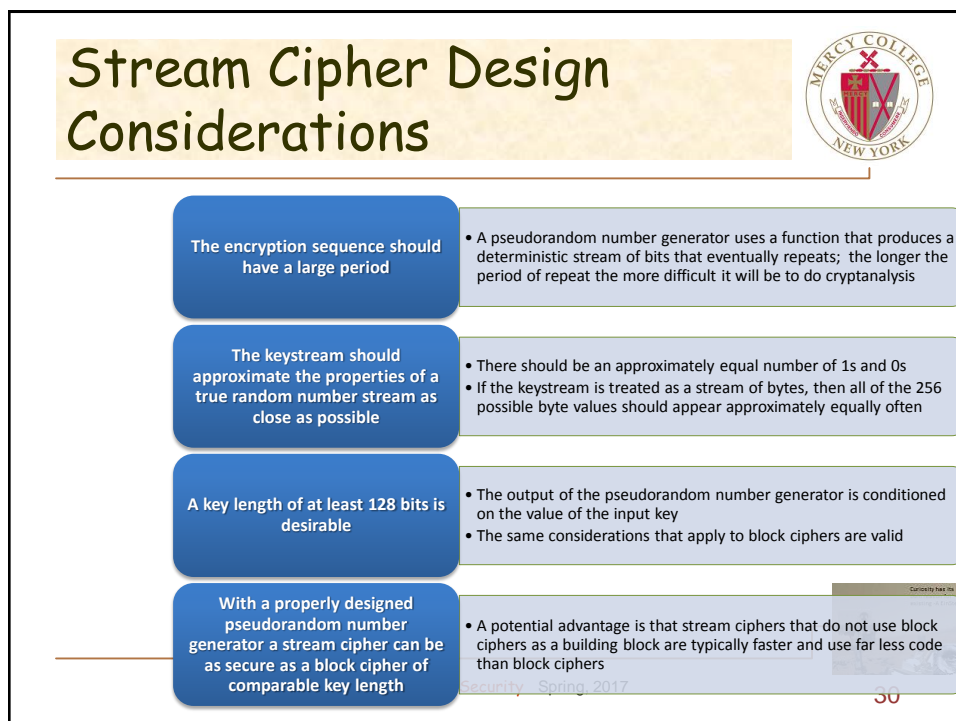 Stream Cipher Design
Considerations
MERCY COLLEGE
NEW YORK
The encryption sequence should
have a large period
• A pseudorandom number generator uses a function that produces a
deterministic stream of bits that eventually repeats; the longer the
period of repeat the more difficult it will be to do cryptanalysis
The keystream should
approximate the properties of a
true random number stream as
close as possible
• There should be an approximately equal number of 1s and 0s
• If the keystream is treated as a stream of bytes, then all of the 256
possible byte values should appear approximately equally often
A key length of at least 128 bits is
desirable
• The output of the pseudorandom number generator is conditioned
on the value of the input key
• The same considerations that apply to block ciphers are valid
With a properly designed
pseudorandom number
generator a stream cipher can be
as secure as a block cipher of
comparable key length
• A potential advantage is that stream ciphers that do not use block
ciphers as a building block are typically faster and use far less code
than block ciphers
Curiosity has its
Security Spring, 2017
30